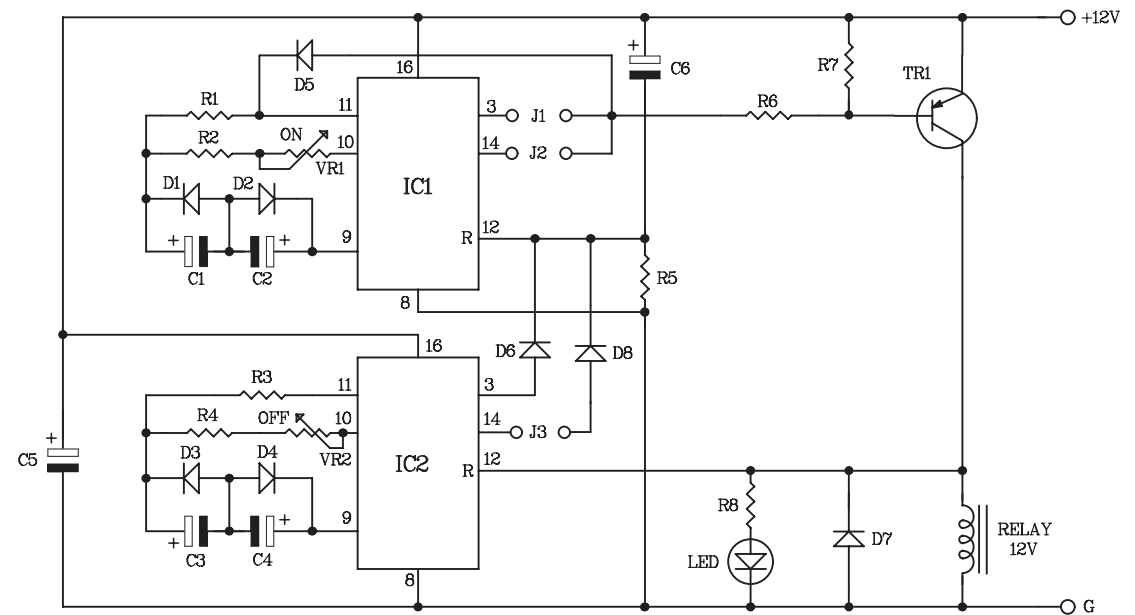 +12V
+
C6
R7
TR1
D5
16
R1
11
3
J1
R6
R2
ON
10
14
J2
VR1
D1
D2
IC1
+
+
9
R
12
C1
C2
R5
8
16
D6
D8
R3
11
3
R4
OFF
10
14
J3
VR2
+
C5
D3
D4
IC2
R
12
+
+
9
C3
C4
R8
LED
D7
RELAY
12V
8
G